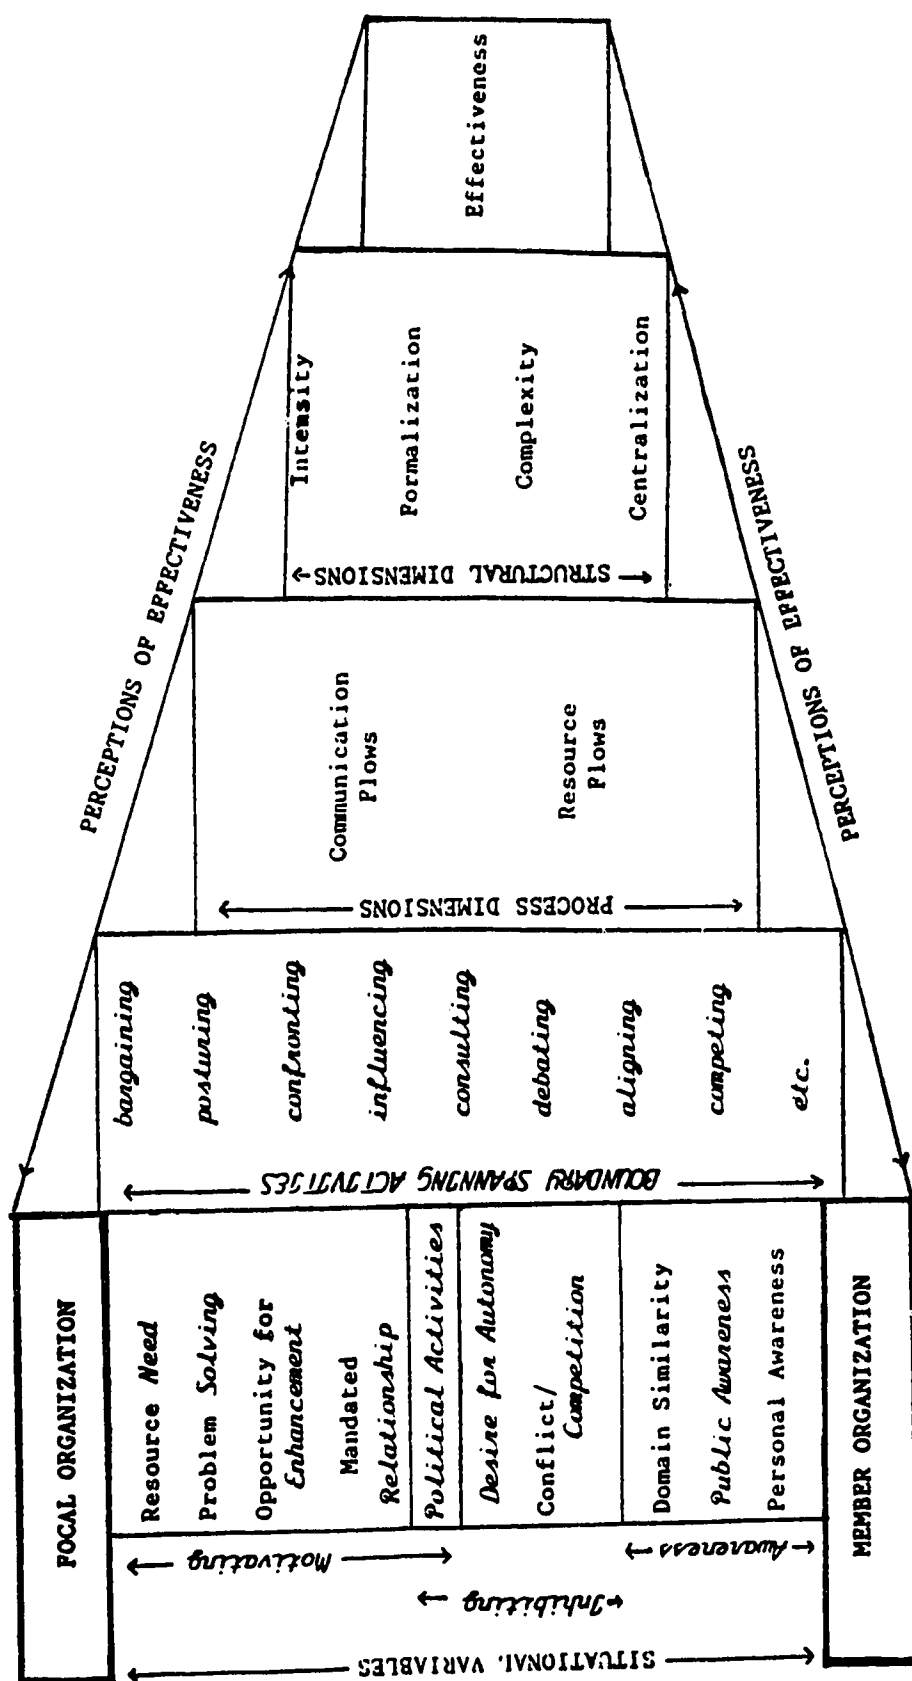 FOCAL ORGANIZATION
SITUATIONAL VARIABLES
Motivating
Inhibiting
Awareness
Resource Need
Problem Solving
Opportunity for
Enhancement
Mandated
Relationship
Political Activities
Desire for Autonomy
Conflict/
Competition
Domain Similarity
Public Awareness
Personal Awareness
MEMBER ORGANIZATION
BOUNDARY SPANNING ACTIVITIES
bargaining
posturing
confronting
influencing
consulting
debating
aligning
competing
etc.
PROCESS DIMENSIONS
Communication
Flows
Resource
Flows
STRUCTURAL DIMENSIONS
Intensity
Formalization
Complexity
Centralization
Effectiveness
PERCEPTIONS OF EFFECTIVENESS
PERCEPTIONS OF EFFECTIVENESS